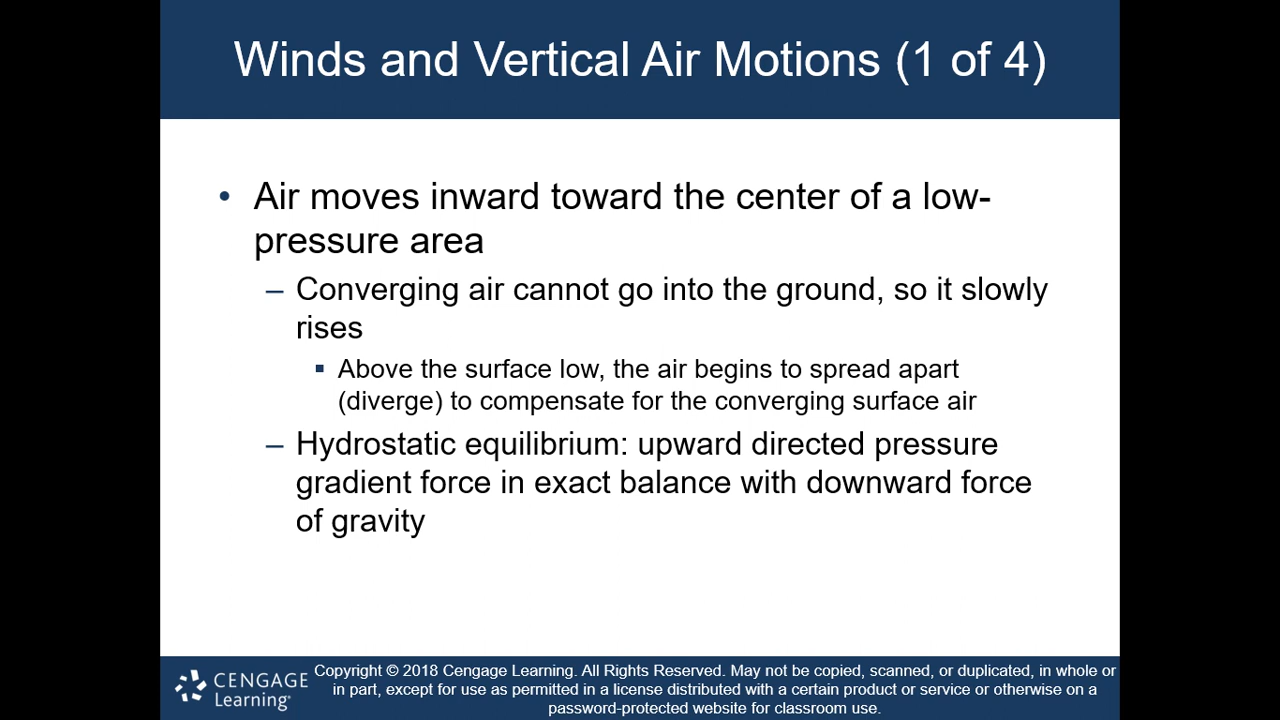 Winds and Vertical Air Motions (1 of 4)
• Air moves inward toward the center of a low-
pressure area
– Converging air cannot go into the ground, so it slowly
rises
▪ Above the surface low, the air begins to spread apart
(diverge) to compensate for the converging surface air
– Hydrostatic equilibrium: upward directed pressure
gradient force in exact balance with downward force
of gravity
CENGAGE
Learning®
Copyright © 2018 Cengage Learning. All Rights Reserved. May not be copied, scanned, or duplicated, in whole or
in part, except for use as permitted in a license distributed with a certain product or service or otherwise on a
password-protected website for classroom use.